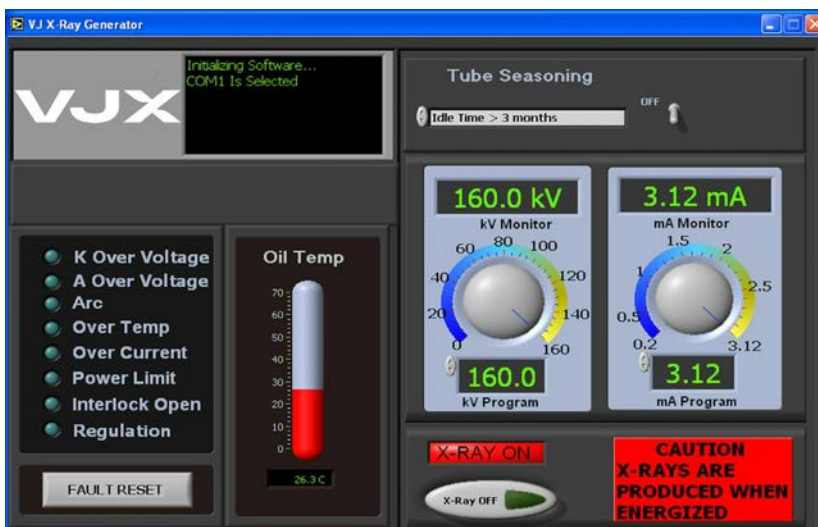 VJ X-Ray Generator
VJX
Initializing Software...
COM1 Is Selected
Tube Seasoning
Idle Time > 3 months
OFF
K Over Voltage
A Over Voltage
Arc
Over Temp
Over Current
Power Limit
Interlock Open
Regulation
FAULT RESET
Oil Temp
70
60
50
40
30
20
10
0
26.3 C
160.0 kV
kV Monitor
0
20
40
60
80
100
120
140
160
160.0
kV Program
3.12 mA
mA Monitor
0.2
0.5
1
1.5
2
2.5
3.12
3.12
mA Program
X-RAY ON
X-Ray OFF
CAUTION
X-RAYS ARE
PRODUCED WHEN
ENERGIZED